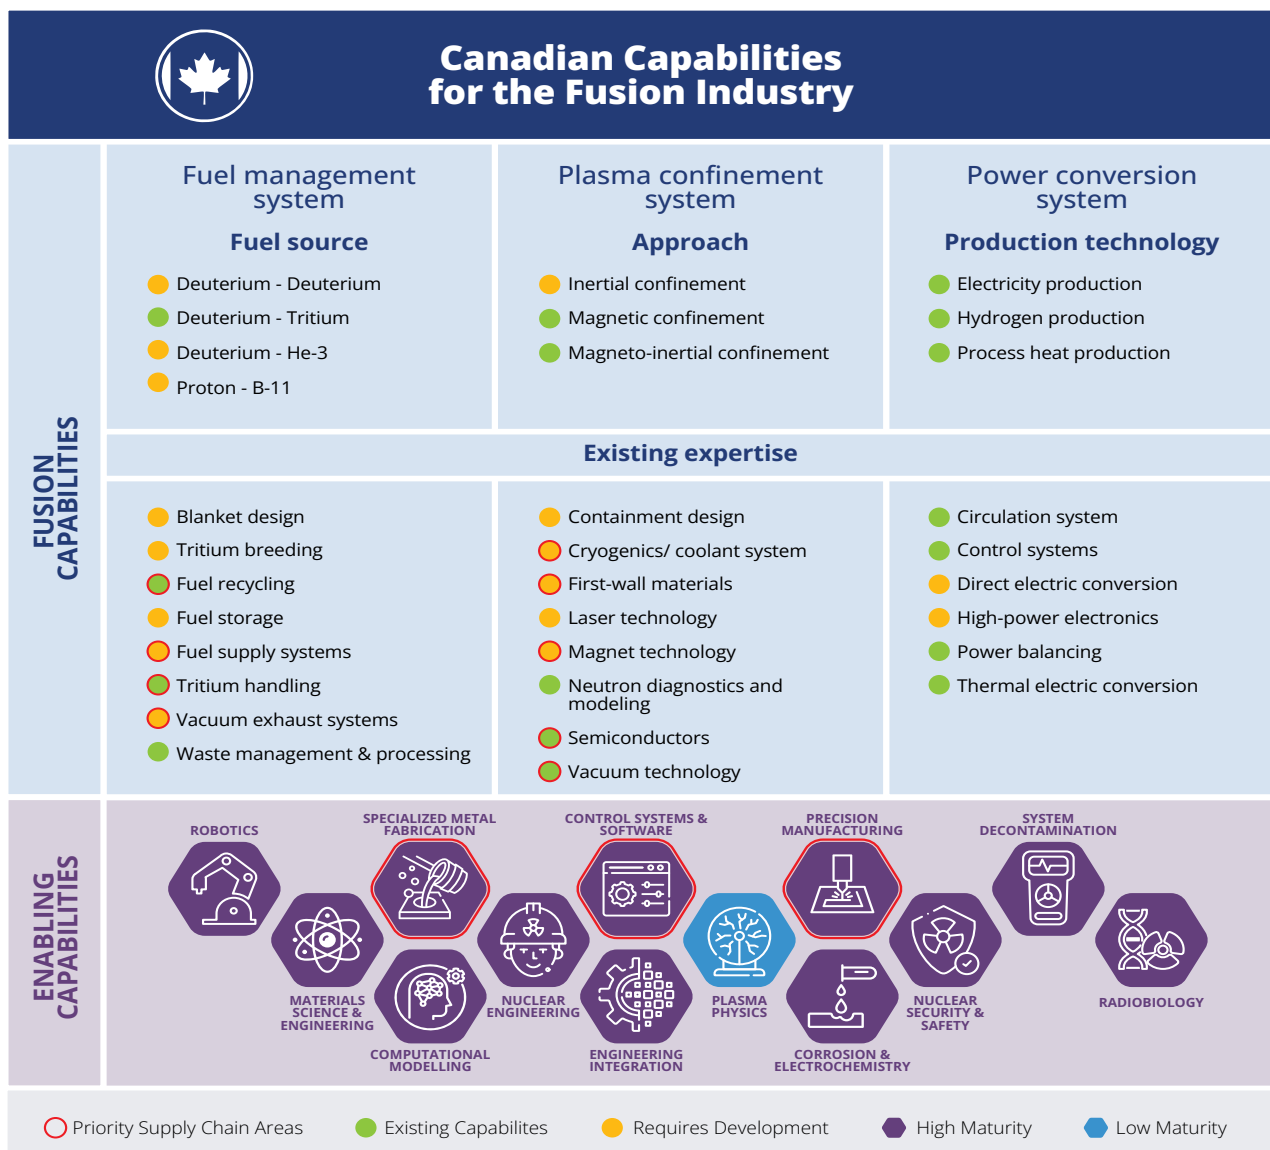 Canadian Capabilities
for the Fusion Industry
FUSION
CAPABILITIES
Fuel management
system
Fuel source
Deuterium - Deuterium
Deuterium - Tritium
Deuterium - He-3
Proton - B-11
Plasma confinement
system
Approach
Inertial confinement
Magnetic confinement
Magneto-inertial confinement
Power conversion
system
Production technology
Electricity production
Hydrogen production
Process heat production
Existing expertise
Blanket design
Tritium breeding
Fuel recycling
Fuel storage
Fuel supply systems
Tritium handling
Vacuum exhaust systems
Waste management & processing
Containment design
Cryogenics/ coolant system
First-wall materials
Laser technology
Magnet technology
Neutron diagnostics and
modeling
Semiconductors
Vacuum technology
Circulation system
Control systems
Direct electric conversion
High-power electronics
Power balancing
Thermal electric conversion
ENABLING
CAPABILITIES
ROBOTICS
SPECIALIZED METAL
FABRICATION
CONTROL SYSTEMS &
SOFTWARE
PRECISION
MANUFACTURING
SYSTEM
DECONTAMINATION
MATERIALS
SCIENCE &
ENGINEERING
NUCLEAR
ENGINEERING
PLASMA
PHYSICS
NUCLEAR
SECURITY &
SAFETY
RADIOBIOLOGY
COMPUTATIONAL
MODELLING
ENGINEERING
INTEGRATION
CORROSION &
ELECTROCHEMISTRY
Priority Supply Chain Areas
Existing Capabilites
Requires Development
High Maturity
Low Maturity